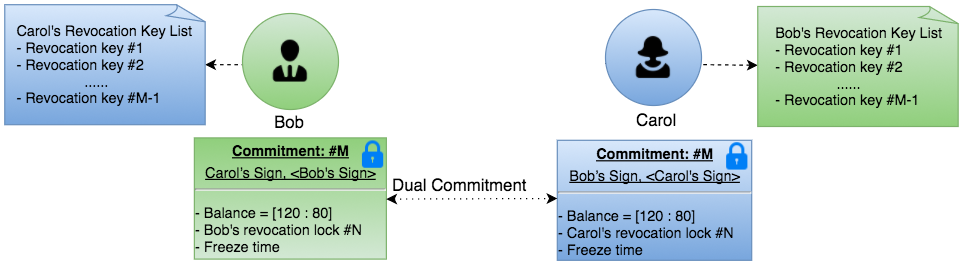 Carol's Revocation Key List
- Revocation key #1
- Revocation key #2
......
- Revocation key #M-1
Bob
Carol
Bob's Revocation Key List
- Revocation key #1
- Revocation key #2
......
- Revocation key #M-1
Commitment: #M
Carol's Sign, <Bob's Sign>
- Balance = [120 : 80]
- Bob's revocation lock #N
- Freeze time
Dual Commitment
Commitment: #M
Bob's Sign, <Carol's Sign>
- Balance = [120 : 80]
- Carol's revocation lock #N
- Freeze time